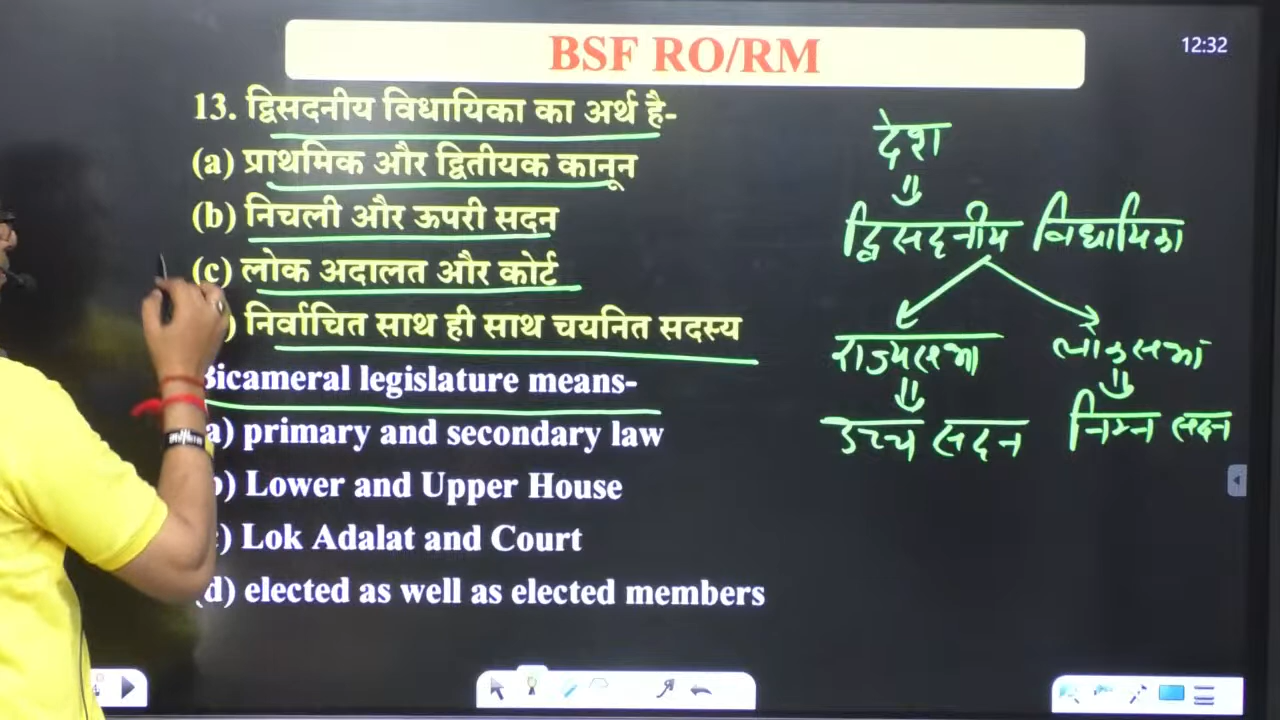 BSF RO/RM
12:32
13. द्विसदनीय विधायिका का अर्थ है-
(a) प्राथमिक और द्वितीयक कानून
(b) निचली और ऊपरी सदन
(c) लोक अदालत और कोर्ट
) निर्वाचित साथ ही साथ चयनित सदस्य
Bicameral legislature means-
a) primary and secondary law
b) Lower and Upper House
c) Lok Adalat and Court
(d) elected as well as elected members
देश
द्विसदनीय विधायिका
राज्यसभा लोकसभा
उच्च सदन निम्न सदन